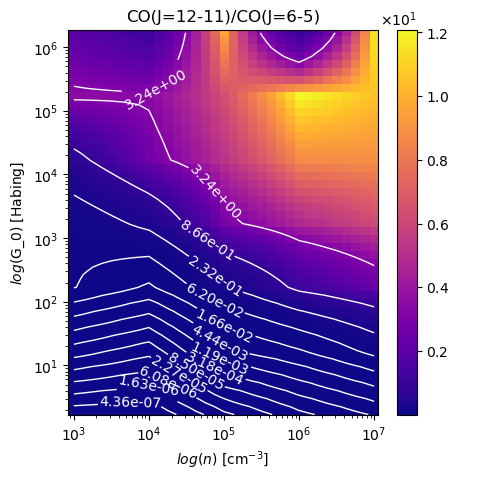 CO(J=12-11)/CO(J=6-5)
×10¹
10⁶
10⁵
10⁴
10³
10²
10¹
log(G_0) [Habing]
3.24e+00
3.24e+00
8.66e-01
2.32e-01
6.20e-02
1.66e-02
4.44e-03
1.19e-03
3.18e-04
8.50e-05
2.27e-05
6.08e-06
1.63e-06
4.36e-07
10³
10⁴
10⁵
10⁶
10⁷
log(n) [cm⁻³]
1.2
1.0
0.8
0.6
0.4
0.2